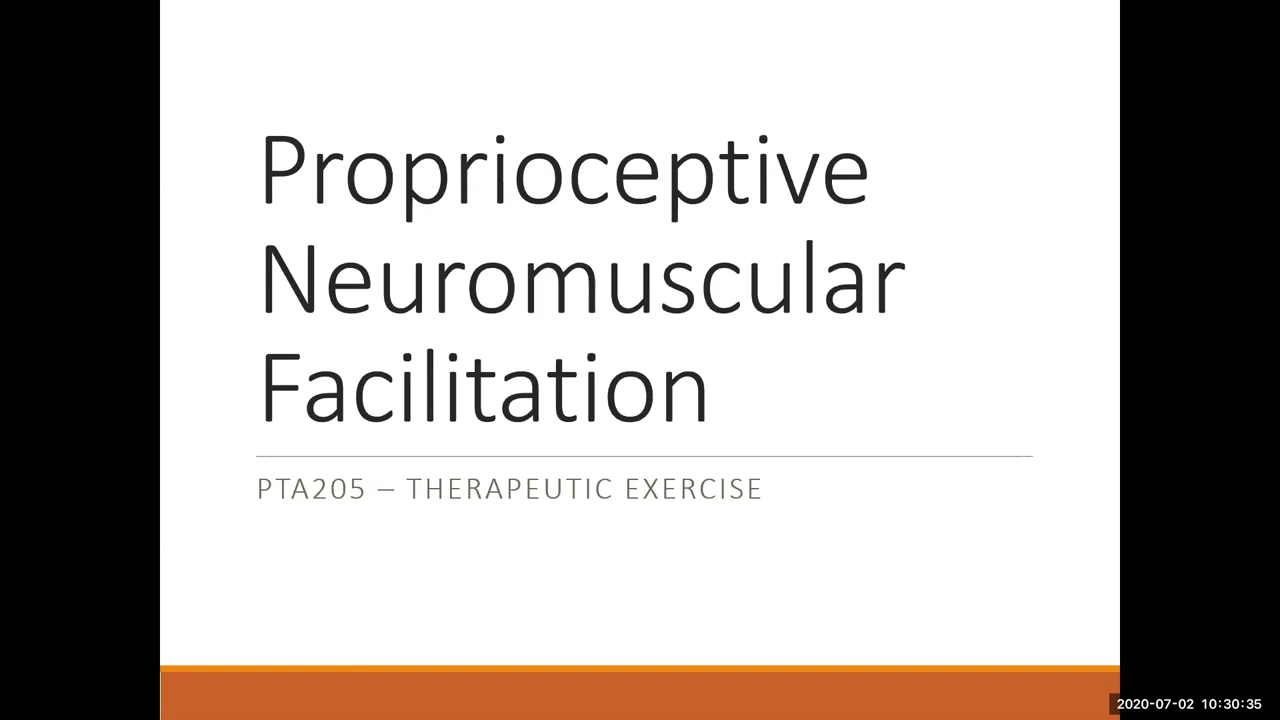 Proprioceptive
Neuromuscular
Facilitation
PTA205 – THERAPEUTIC EXERCISE
2020-07-02 10:30:35